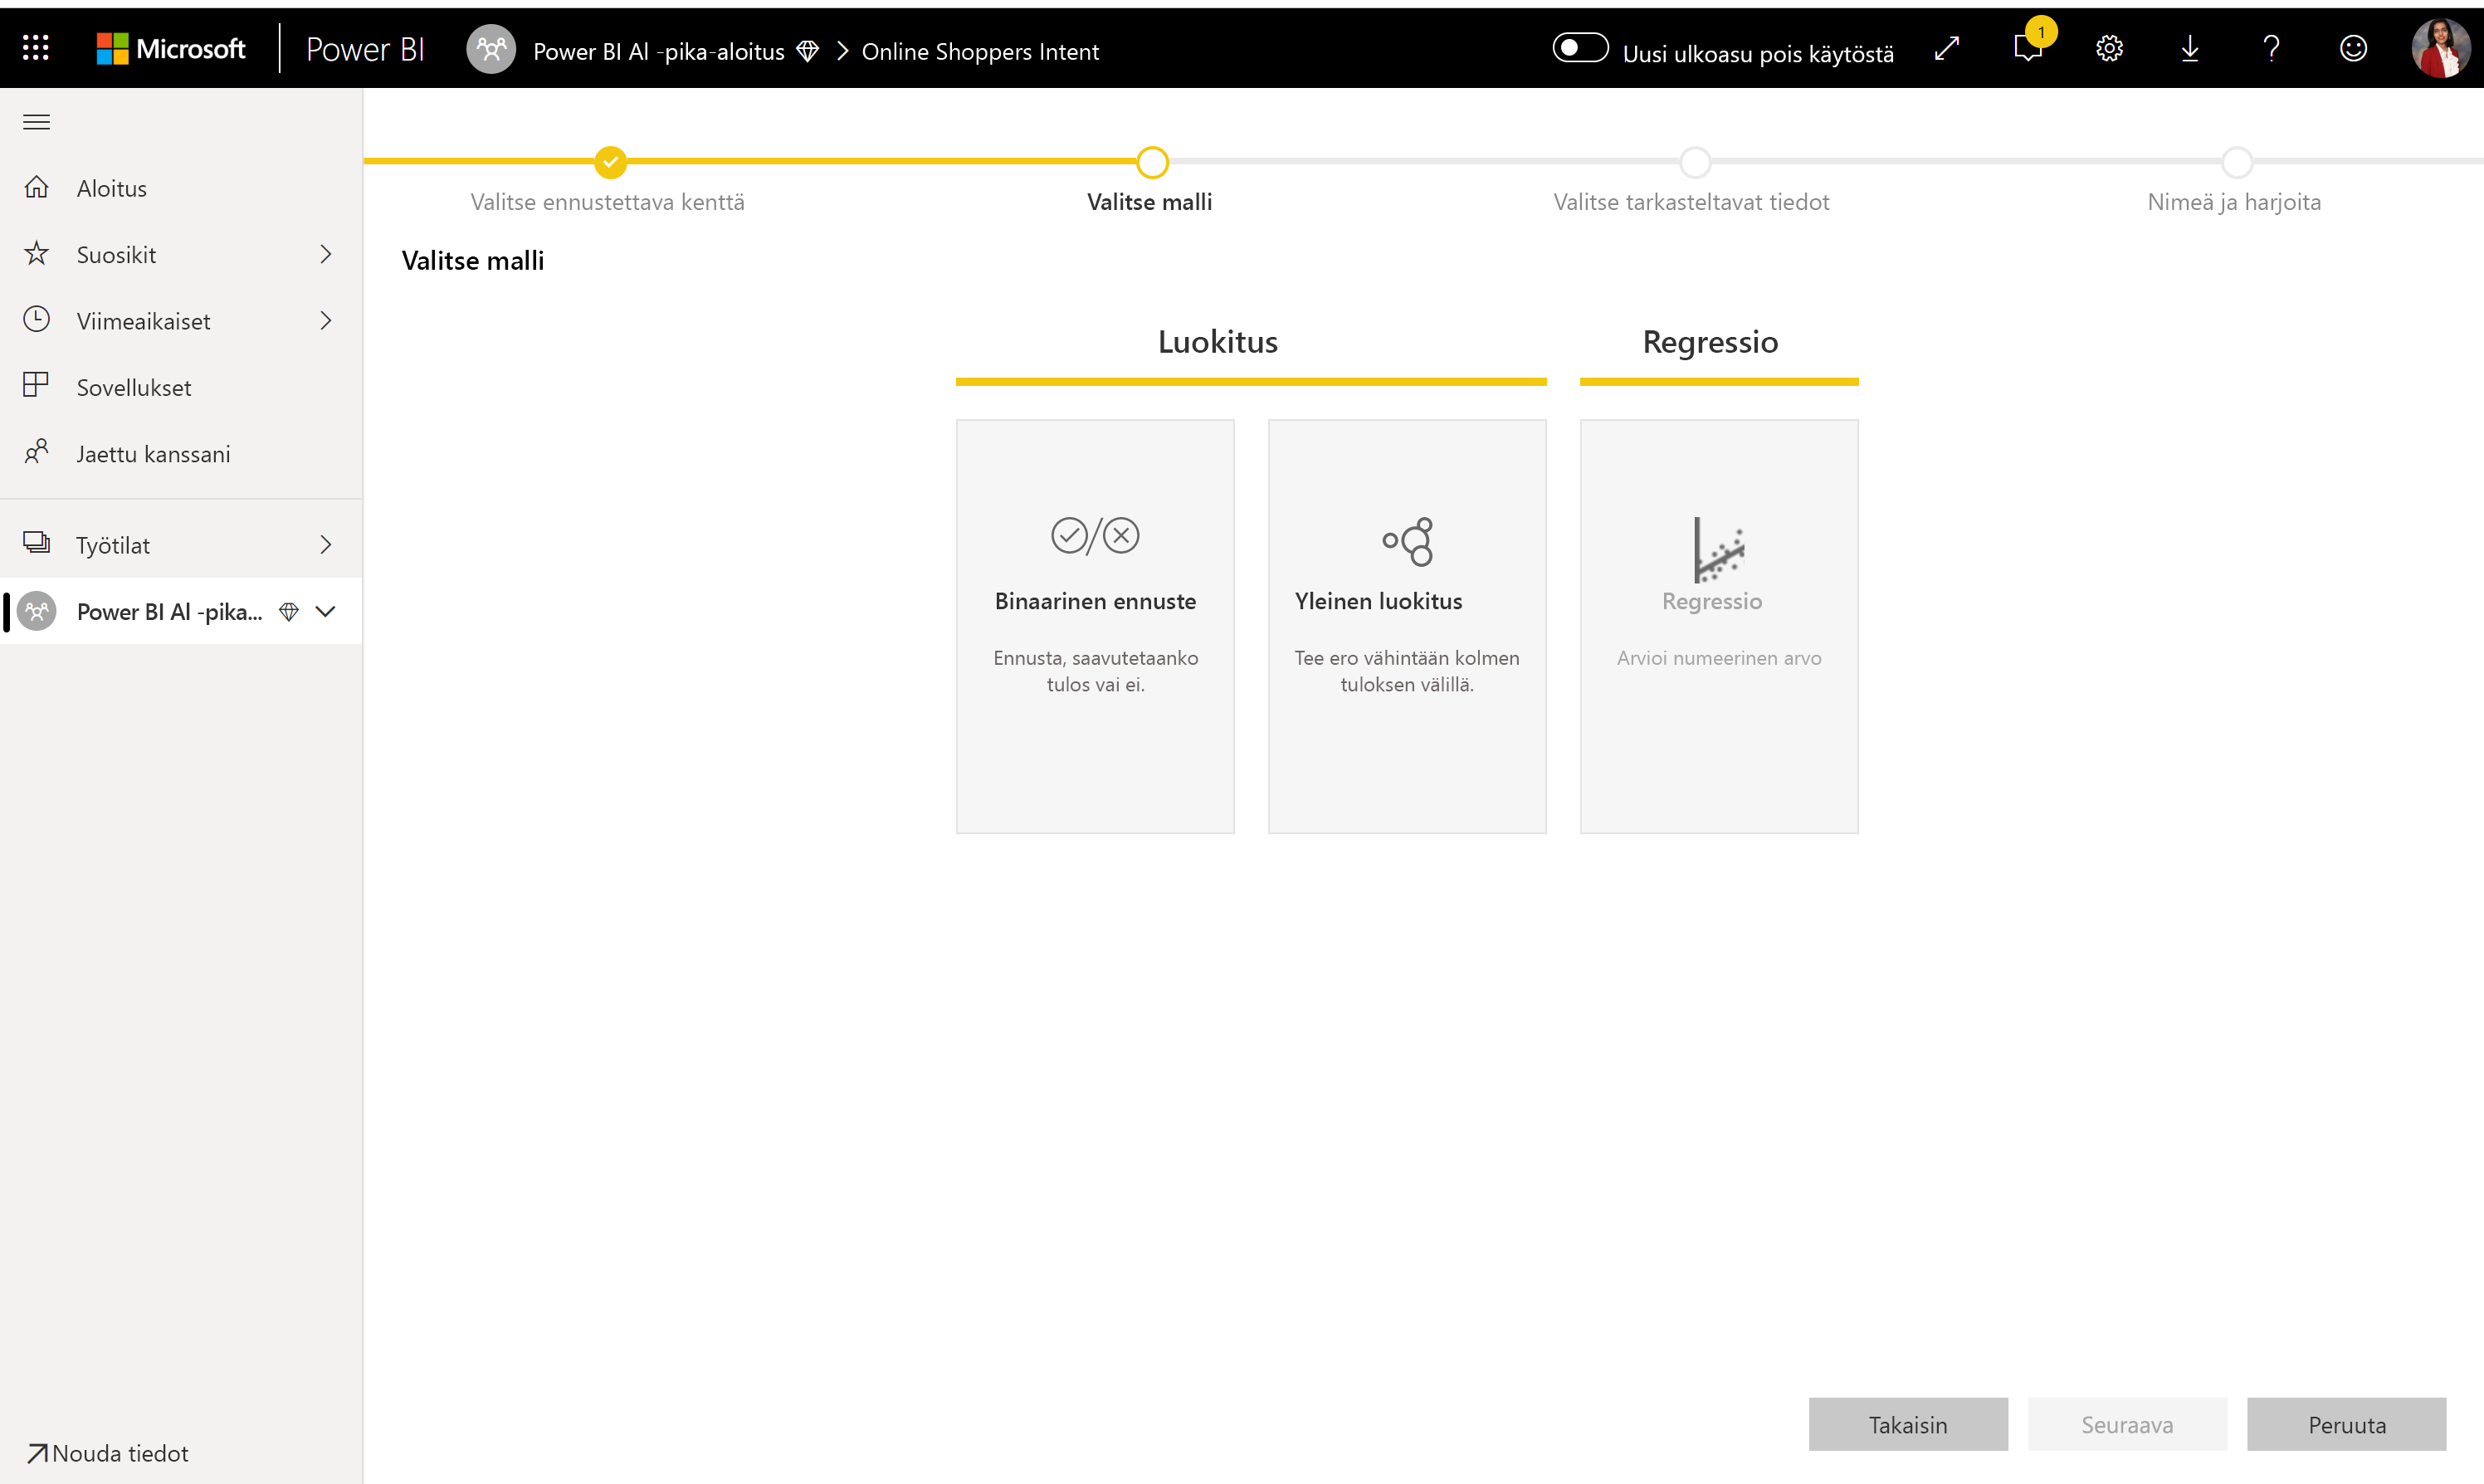 Microsoft
Power BI
Power BI Al -pika-aloitus
Online Shoppers Intent
Uusi ulkoasu pois käytöstä
1
Aloitus
Suosikit
Viimeaikaiset
Sovellukset
Jaettu kanssani
Työtilat
Power BI Al -pika...
Nouda tiedot
Valitse ennustettava kenttä
Valitse malli
Valitse tarkasteltavat tiedot
Nimeä ja harjoita
Valitse malli
Luokitus
Regressio
Binaarinen ennuste
Ennusta, saavutetaanko
tulos vai ei.
Yleinen luokitus
Tee ero vähintään kolmen
tuloksen välillä.
Regressio
Arvioi numeerinen arvo
Takaisin
Seuraava
Peruuta